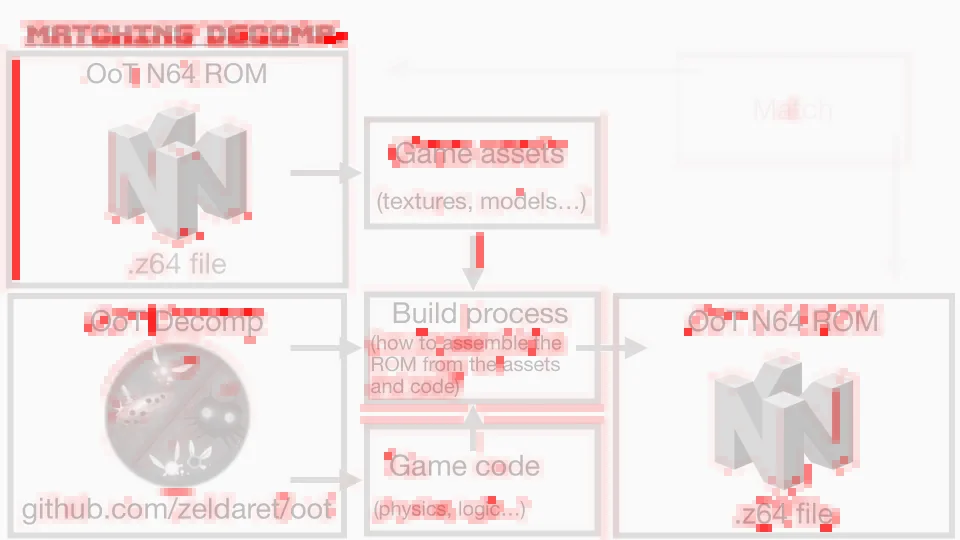 MATCHING DECOMP
OoT N64 ROM
.z64 file
Match
Game assets
(textures, models...)
OoT Decomp
github.com/zeldaret/oot
Build process
(how to assemble the
ROM from the assets
and code)
Game code
(physics, logic...)
OoT N64 ROM
.z64 file